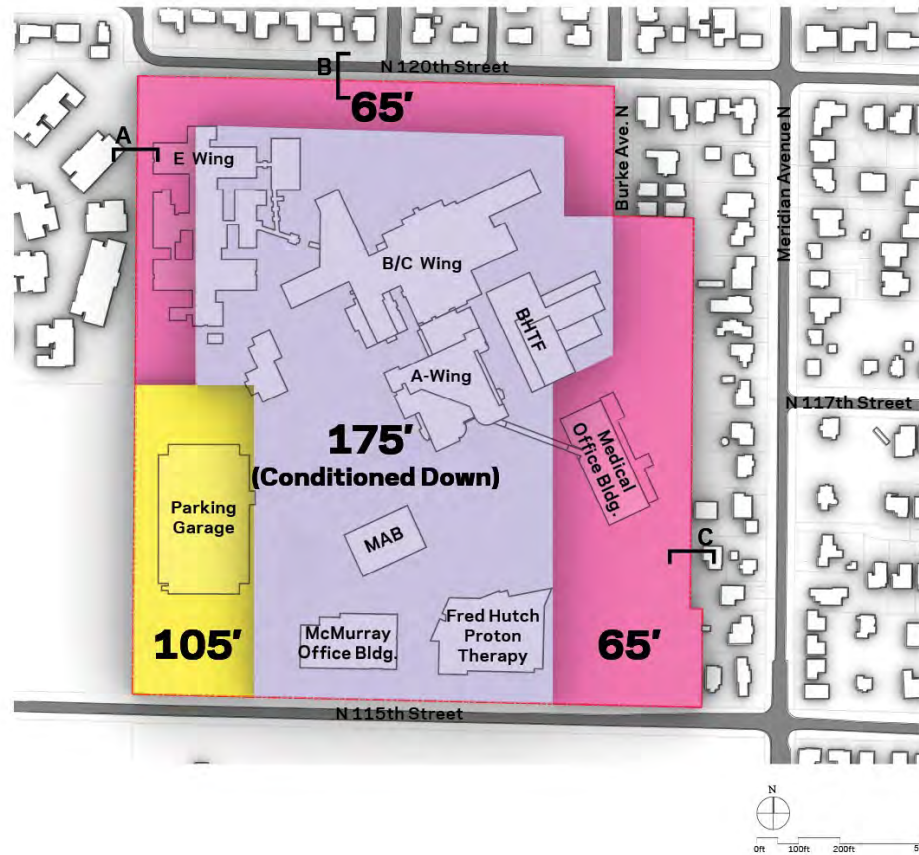 N 120th Street
B
65'
A
E Wing
Burke Ave. N
Meridian Avenue N
B/C Wing
BHTF
A-Wing
N 117th Street
175'
(Conditioned Down)
Medical
Office Bldg.
Parking
Garage
MAB
C
105'
McMurray
Office Bldg.
Fred Hutch
Proton
Therapy
65'
N 115th Street
N
0ft 100ft 200ft